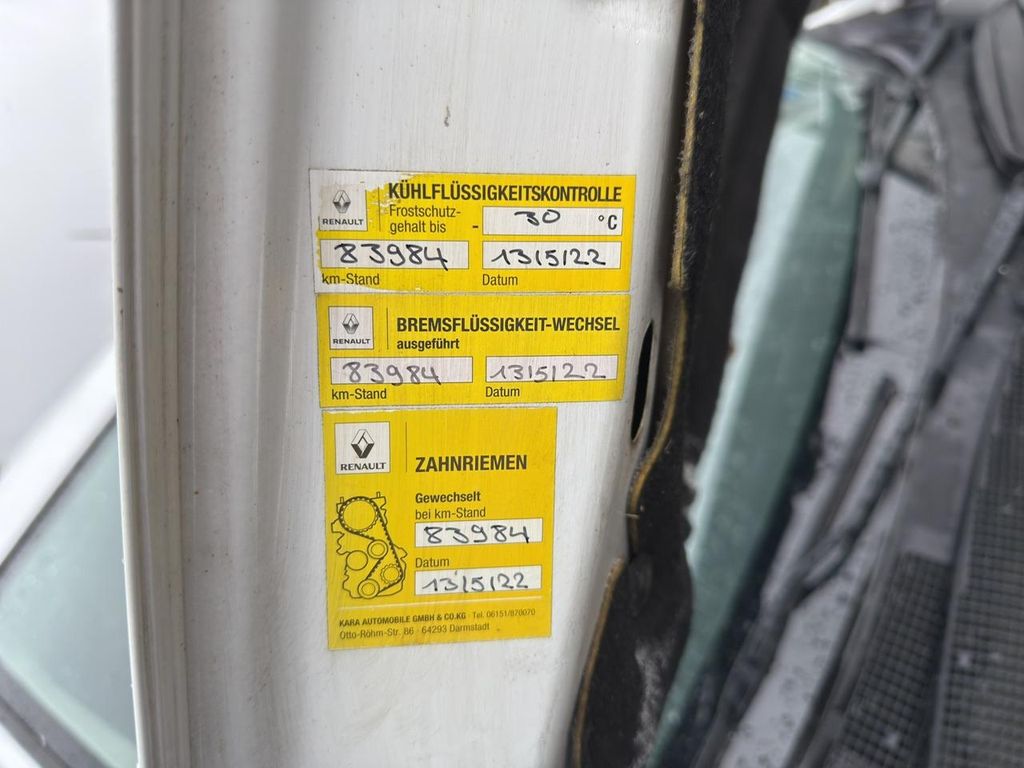 RENAULT
KÜHLFLÜSSIGKEITSKONTROLLE
Frostschutz-
gehalt bis - 30 °C
83984 13/5/22
km-Stand Datum
RENAULT
BREMSFLÜSSIGKEIT-WECHSEL
ausgeführt
83984 13/5/22
km-Stand Datum
RENAULT
ZAHNRIEMEN
Gewechselt
bei km-Stand
83984
Datum
13/5/22
KARA AUTOMOBILE GMBH & CO.KG · Tel. 06151/870070
Otto-Röhm-Str. 86 · 64293 Darmstadt